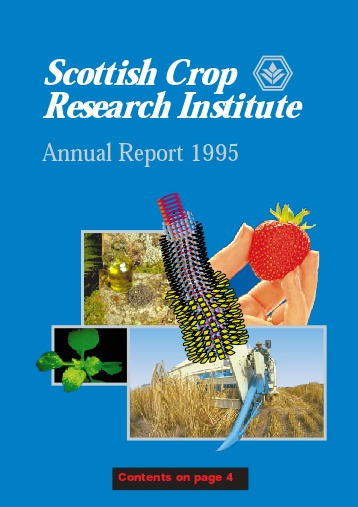 Scottish Crop
Research Institute
Annual Report 1995
Contents on page 4